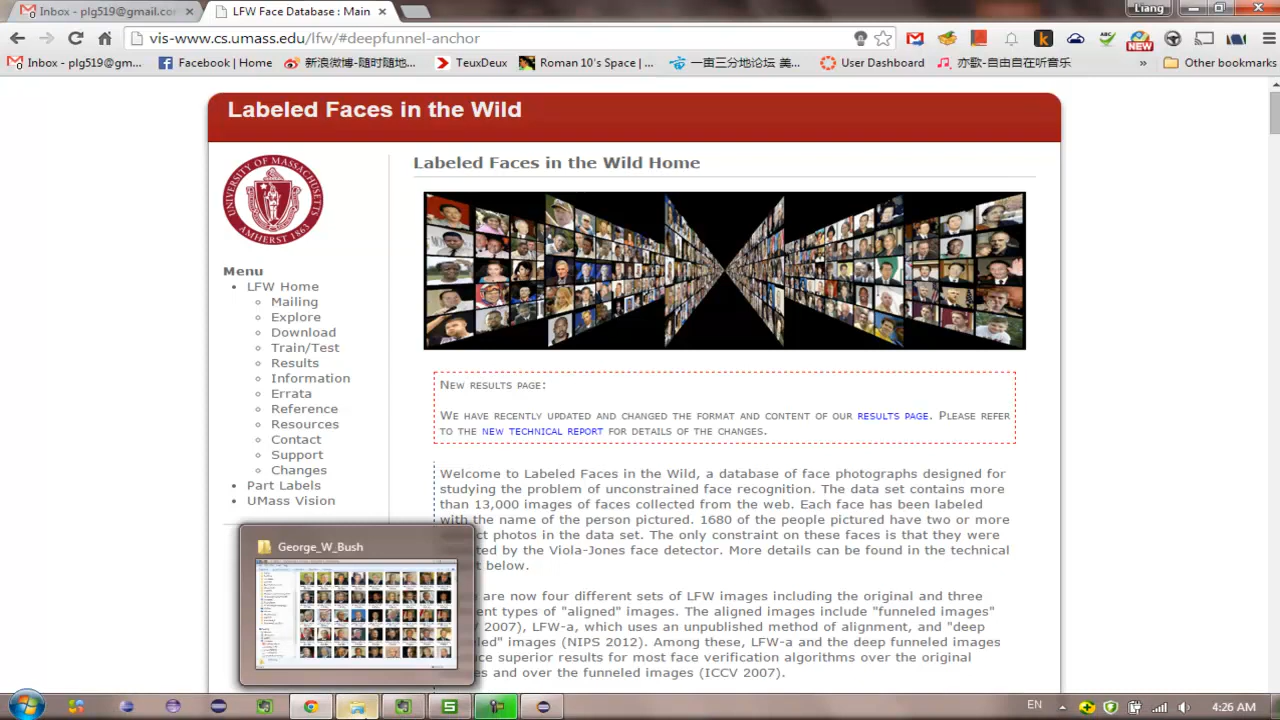 Inbox - plg519@gmail.co
LFW Face Database : Main
Liang
vis-www.cs.umass.edu/lfw/#deepfunnel-anchor
NEW
Inbox - plg519@gm...
Facebook | Home
新浪微博-随时随地...
TeuxDeux
Roman 10's Space | ...
一亩三分地论坛 美...
User Dashboard
亦歌-自由自在听音乐
»
Other bookmarks
Labeled Faces in the Wild
UNIVERSITY OF MASSACHUSETTS
AMHERST 1863
Labeled Faces in the Wild Home
Menu
LFW Home
Mailing
Explore
Download
Train/Test
Results
Information
Errata
Reference
Resources
Contact
Support
Changes
Part Labels
UMass Vision
New results page:
We have recently updated and changed the format and content of our results page. Please refer
to the new technical report for details of the changes.
Welcome to Labeled Faces in the Wild, a database of face photographs designed for
studying the problem of unconstrained face recognition. The data set contains more
than 13,000 images of faces collected from the web. Each face has been labeled
with the name of the person pictured. 1680 of the people pictured have two or more
ct photos in the data set. The only constraint on these faces is that they were
ted by the Viola-Jones face detector. More details can be found in the technical
t below.
are now four different sets of LFW images including the original and three
ent types of "aligned" images. The aligned images include "funneled images"
2007), LFW-a, which uses an unpublished method of alignment, and "deep
led" images (NIPS 2012). Among these, LFW-a and the deep funneled images
ce superior results for most face verification algorithms over the original
s and over the funneled images (ICCV 2007).
George_W_Bush
EN
4:26 AM